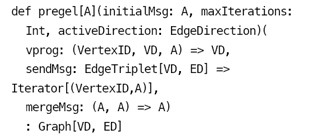 def pregel[A](initialMsg: A, maxIterations:
Int, activeDirection: EdgeDirection)(
vprog: (VertexID, VD, A) => VD,
sendMsg: EdgeTriplet[VD, ED] =>
Iterator[(VertexID,A)],
mergeMsg: (A, A) => A)
: Graph[VD, ED]